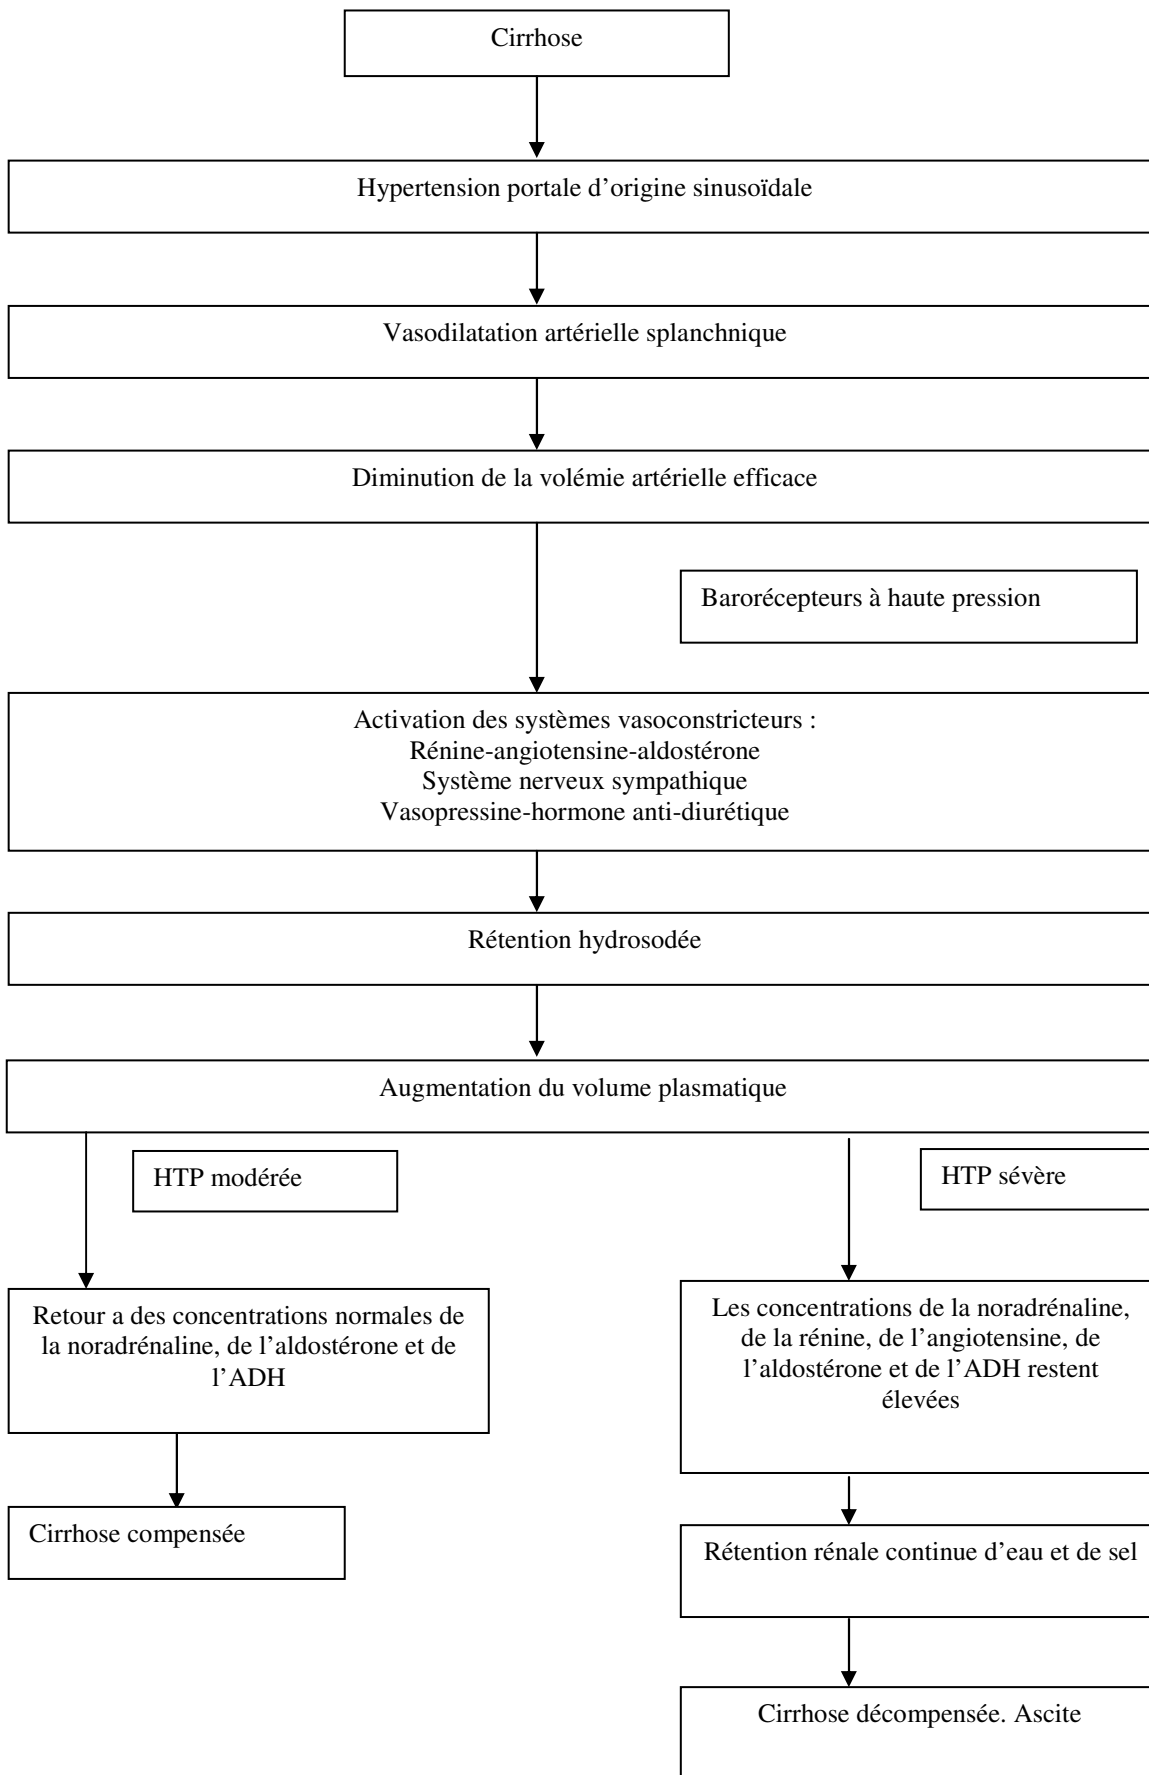 Cirrhose
Hypertension portale d’origine sinusoïdale
Vasodilatation artérielle splanchnique
Diminution de la volémie artérielle efficace
Barorécepteurs à haute pression
Activation des systèmes vasoconstricteurs :
Rénine-angiotensine-aldostérone
Système nerveux sympathique
Vasopressine-hormone anti-diurétique
Rétention hydrosodée
Augmentation du volume plasmatique
HTP modérée
HTP sévère
Retour a des concentrations normales de
la noradrénaline, de l’aldostérone et de
l’ADH
Les concentrations de la noradrénaline,
de la rénine, de l’angiotensine, de
l’aldostérone et de l’ADH restent
élevées
Cirrhose compensée
Rétention rénale continue d’eau et de sel
Cirrhose décompensée. Ascite